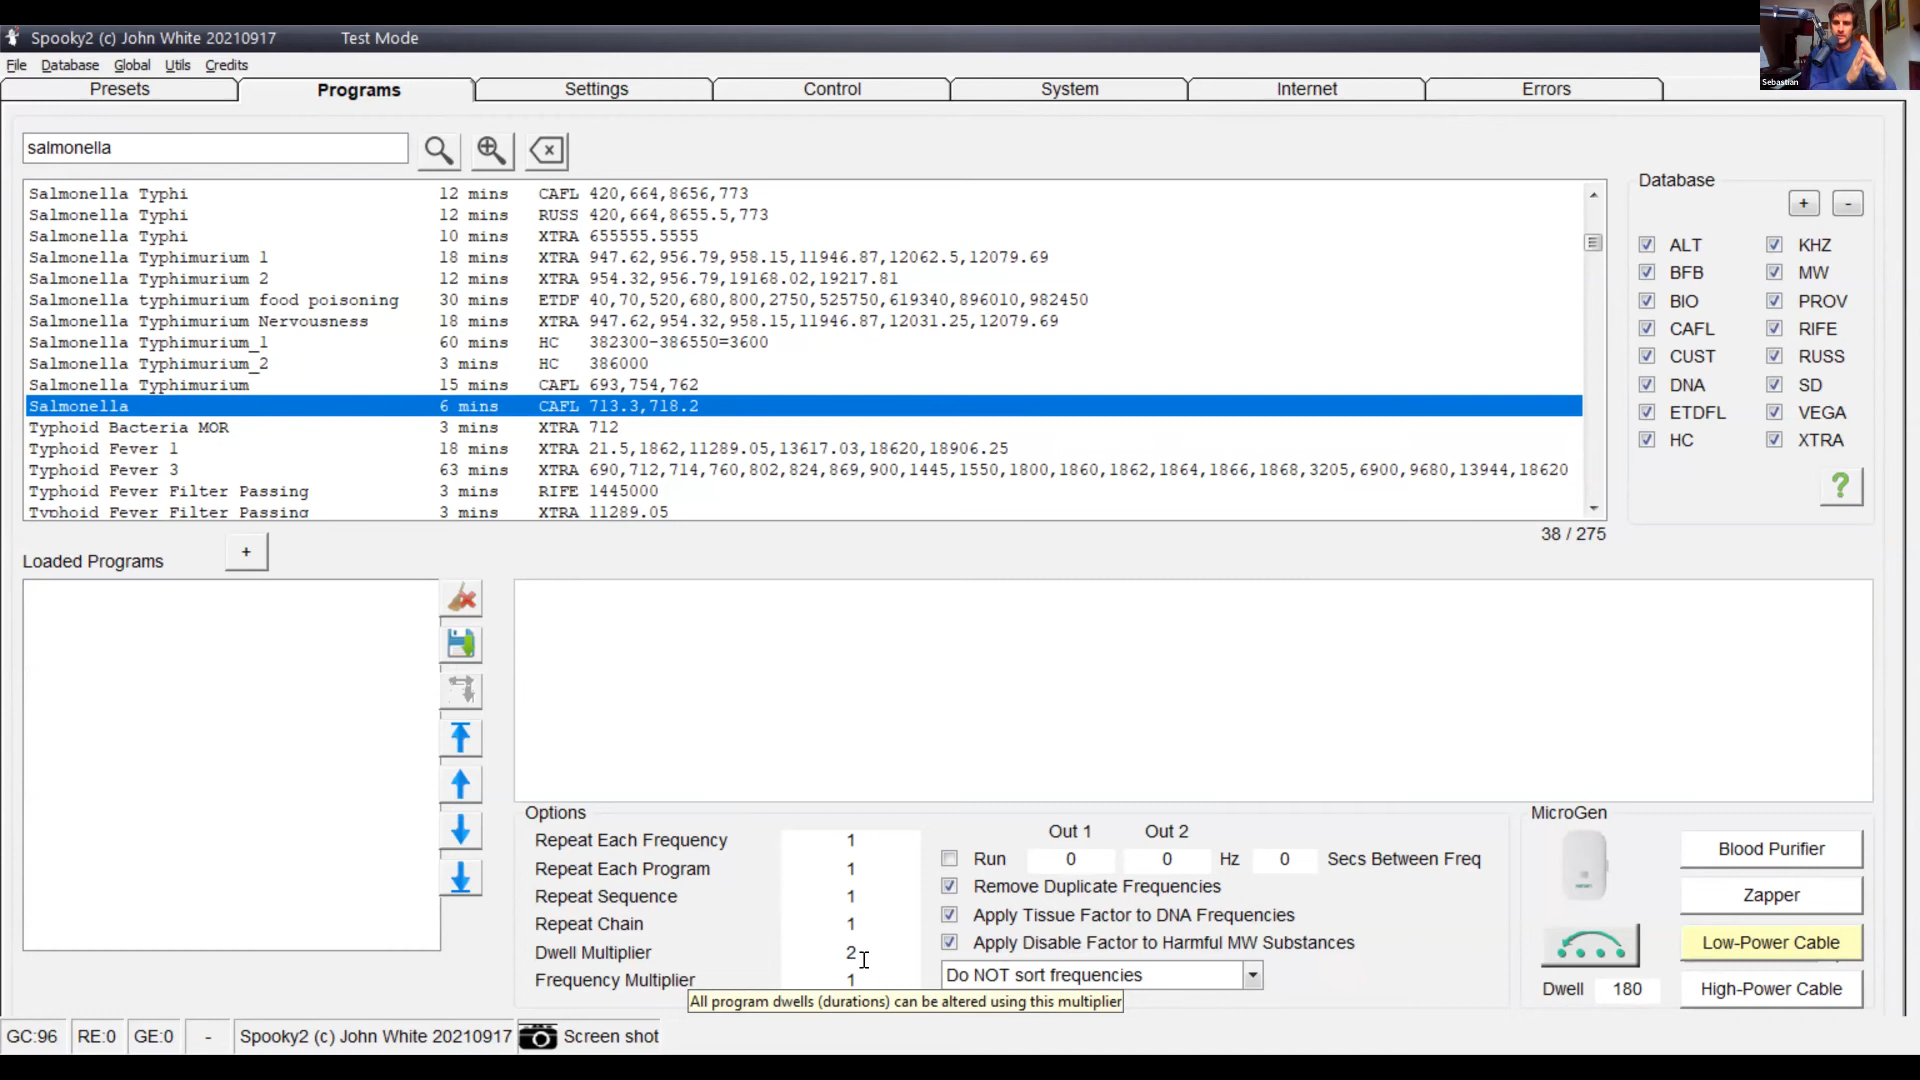 Spooky2 (c) John White 20210917 Test Mode
File Database Global Utils Credits
Presets Programs Settings Control System Internet Errors
Sebastian
salmonella
Salmonella Typhi 12 mins CAFL 420,664,8656,773
Salmonella Typhi 12 mins RUSS 420,664,8655.5,773
Salmonella Typhi 10 mins XTRA 655555.5555
Salmonella Typhimurium 1 18 mins XTRA 947.62,956.79,958.15,11946.87,12062.5,12079.69
Salmonella Typhimurium 2 12 mins XTRA 954.32,956.79,19168.02,19217.81
Salmonella typhimurium food poisoning 30 mins ETDF 40,70,520,680,800,2750,525750,619340,896010,982450
Salmonella Typhimurium Nervousness 18 mins XTRA 947.62,954.32,958.15,11946.87,12031.25,12079.69
Salmonella Typhimurium_1 60 mins HC 382300-386550=3600
Salmonella Typhimurium_2 3 mins HC 386000
Salmonella Typhimurium 15 mins CAFL 693,754,762
Salmonella 6 mins CAFL 713.3,718.2
Typhoid Bacteria MOR 3 mins XTRA 712
Typhoid Fever 1 18 mins XTRA 21.5,1862,11289.05,13617.03,18620,18906.25
Typhoid Fever 3 63 mins XTRA 690,712,714,760,802,824,869,900,1445,1550,1800,1860,1862,1864,1866,1868,3205,6900,9680,13944,18620
Typhoid Fever Filter Passing 3 mins RIFE 1445000
Typhoid Fever Filter Passing 3 mins XTRA 11289.05
38 / 275
Database
+ -
ALT KHZ
BFB MW
BIO PROV
CAFL RIFE
CUST RUSS
DNA SD
ETDFL VEGA
HC XTRA
?
Loaded Programs +
Options
Repeat Each Frequency 1
Repeat Each Program 1
Repeat Sequence 1
Repeat Chain 1
Dwell Multiplier 2
Frequency Multiplier 1
Out 1 Out 2
Run 0 0 Hz 0 Secs Between Freq
Remove Duplicate Frequencies
Apply Tissue Factor to DNA Frequencies
Apply Disable Factor to Harmful MW Substances
Do NOT sort frequencies
All program dwells (durations) can be altered using this multiplier
MicroGen
Blood Purifier
Zapper
Low-Power Cable
High-Power Cable
Dwell 180
GC:96 RE:0 GE:0 - Spooky2 (c) John White 20210917 Screen shot